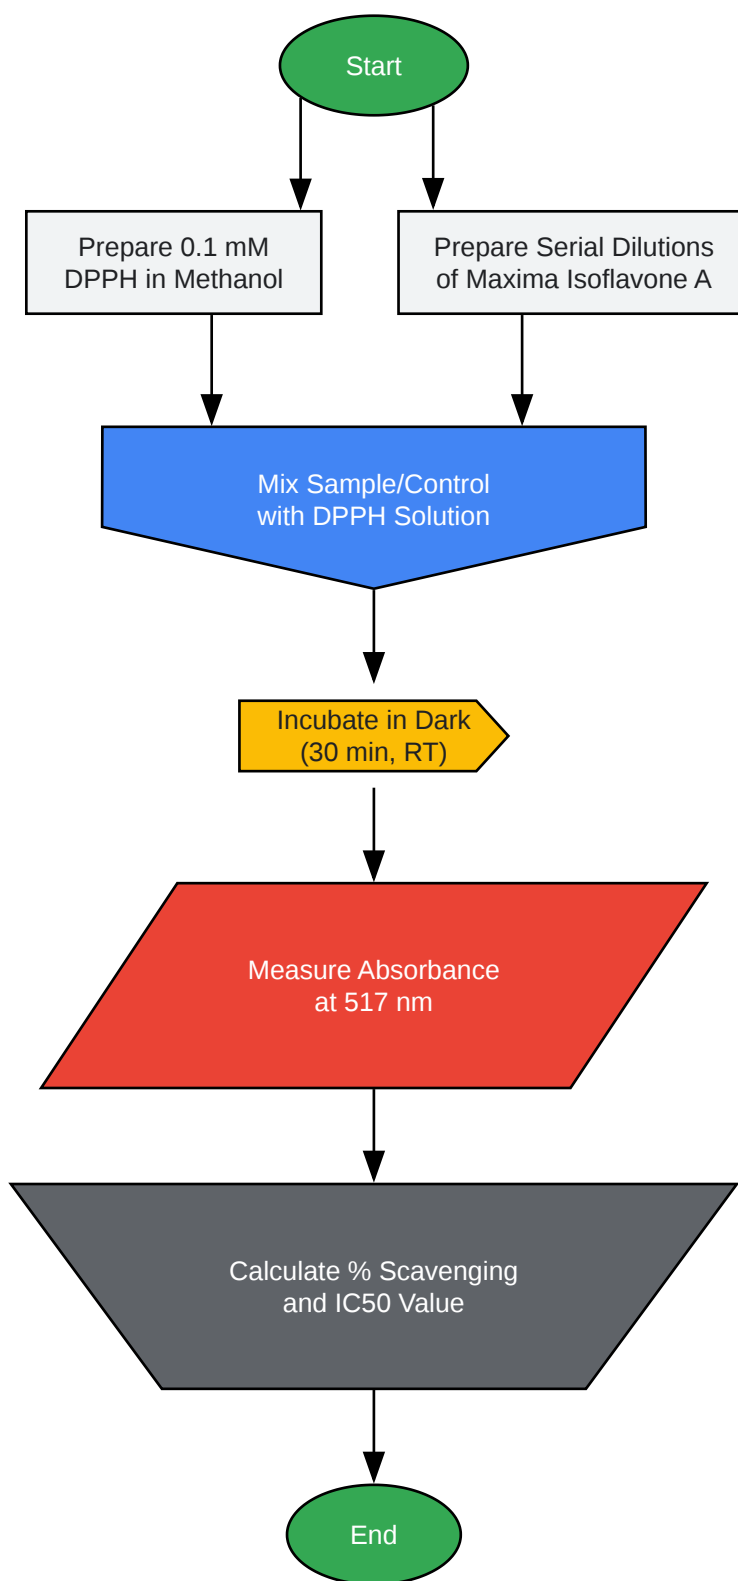 Start
Prepare 0.1 mM
DPPH in Methanol
Prepare Serial Dilutions
of Maxima Isoflavone A
Mix Sample/Control
with DPPH Solution
Incubate in Dark
(30 min, RT)
Measure Absorbance
at 517 nm
Calculate % Scavenging
and IC50 Value
End